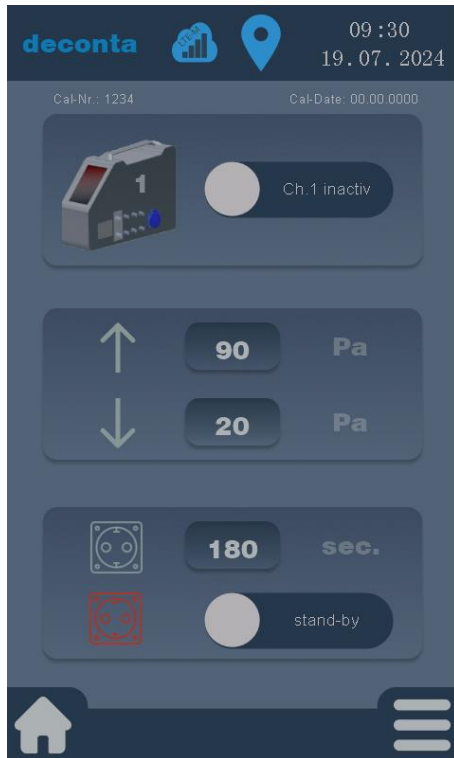 deconta
LTE-M
09:30
19.07.2024
Cal-Nr.: 1234
Cal-Date: 00.00.0000
1
Ch.1 inactiv
90 Pa
20 Pa
180 sec.
stand-by